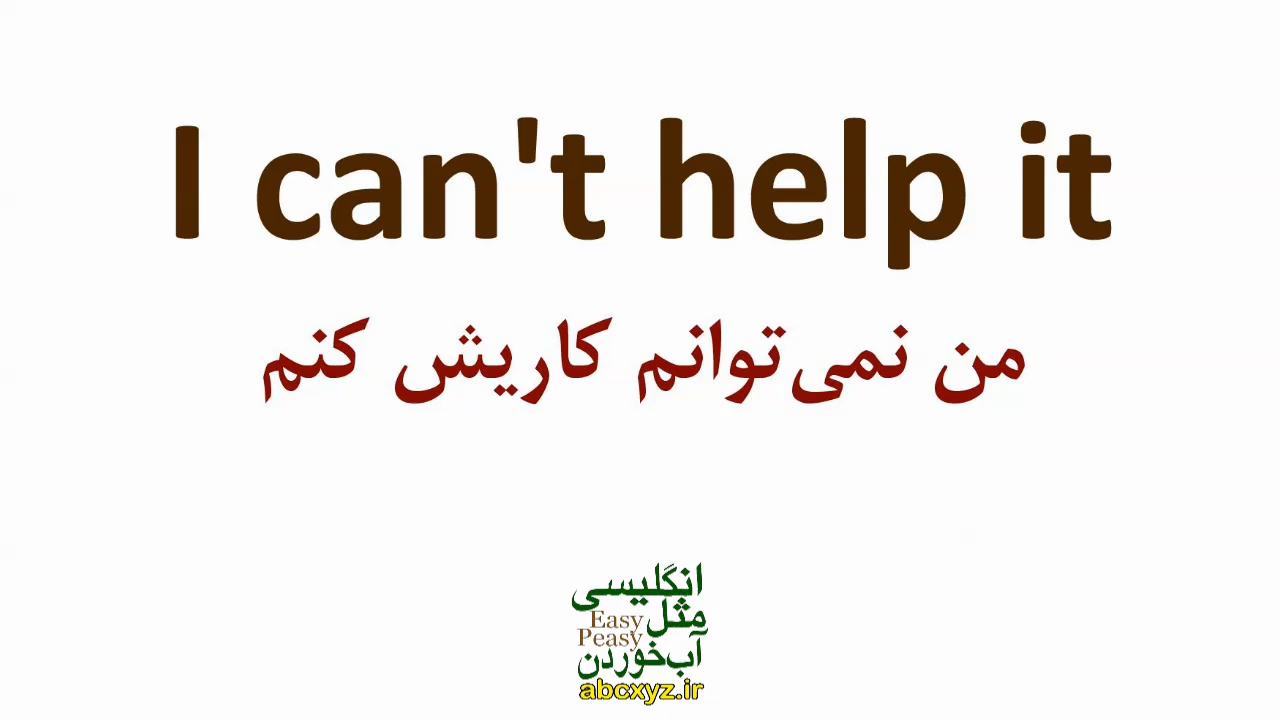 I can't help it
من نمی‌توانم کاریش کنم
انگلیسی
مثل Easy
Peasy
آب‌خوردن
abcxyz.ir